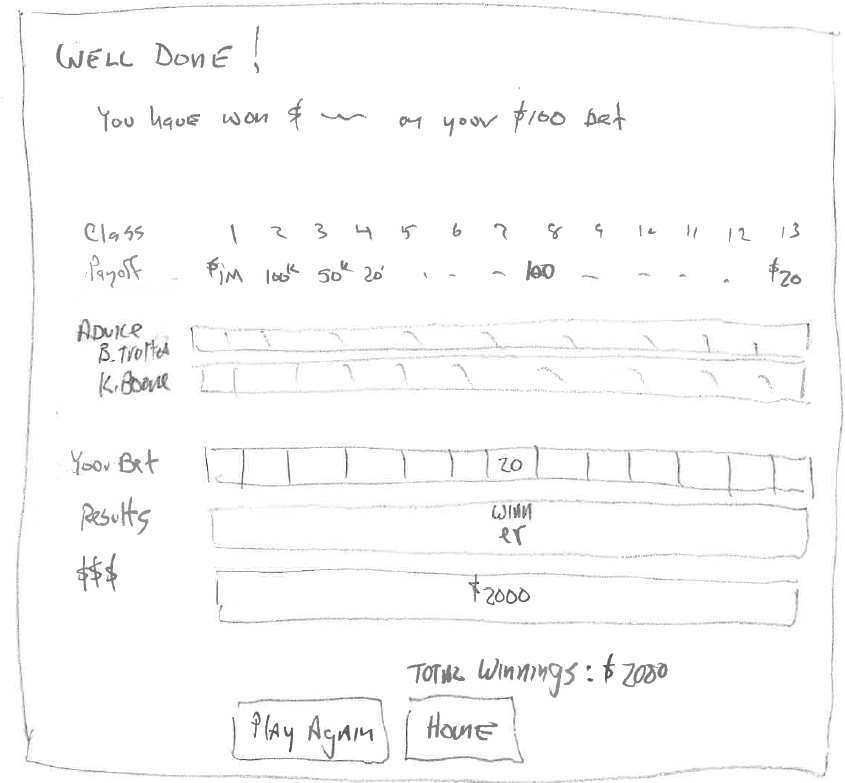 WELL DONE!
You have won $ ~ on your $100 bet
Class 1 2 3 4 5 6 7 8 9 10 11 12 13
Payoff $1M 100K 50K 20 . - - 100 - - - . $20
ADVICE
B. Trotta
K. Boone
Your Bet 20
Results WINN
er
$$$ $2000
TOTAL Winnings: $2000
Play Again HOME